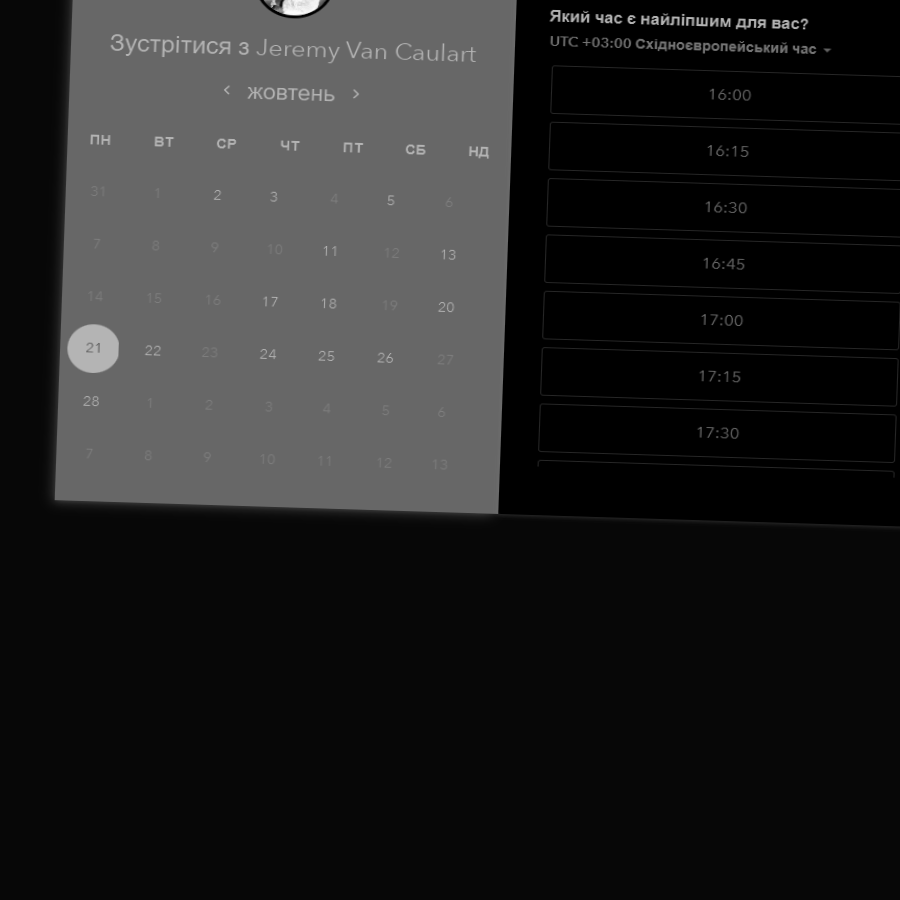 Зустрітися з Jeremy Van Caulart
жовтень
ПН ВТ СР ЧТ ПТ СБ НД
31 1 2 3 4 5 6
7 8 9 10 11 12 13
14 15 16 17 18 19 20
21 22 23 24 25 26 27
28 1 2 3 4 5 6
7 8 9 10 11 12 13
Який час є найліпшим для вас?
UTC +03:00 Східноєвропейський час
16:00
16:15
16:30
16:45
17:00
17:15
17:30